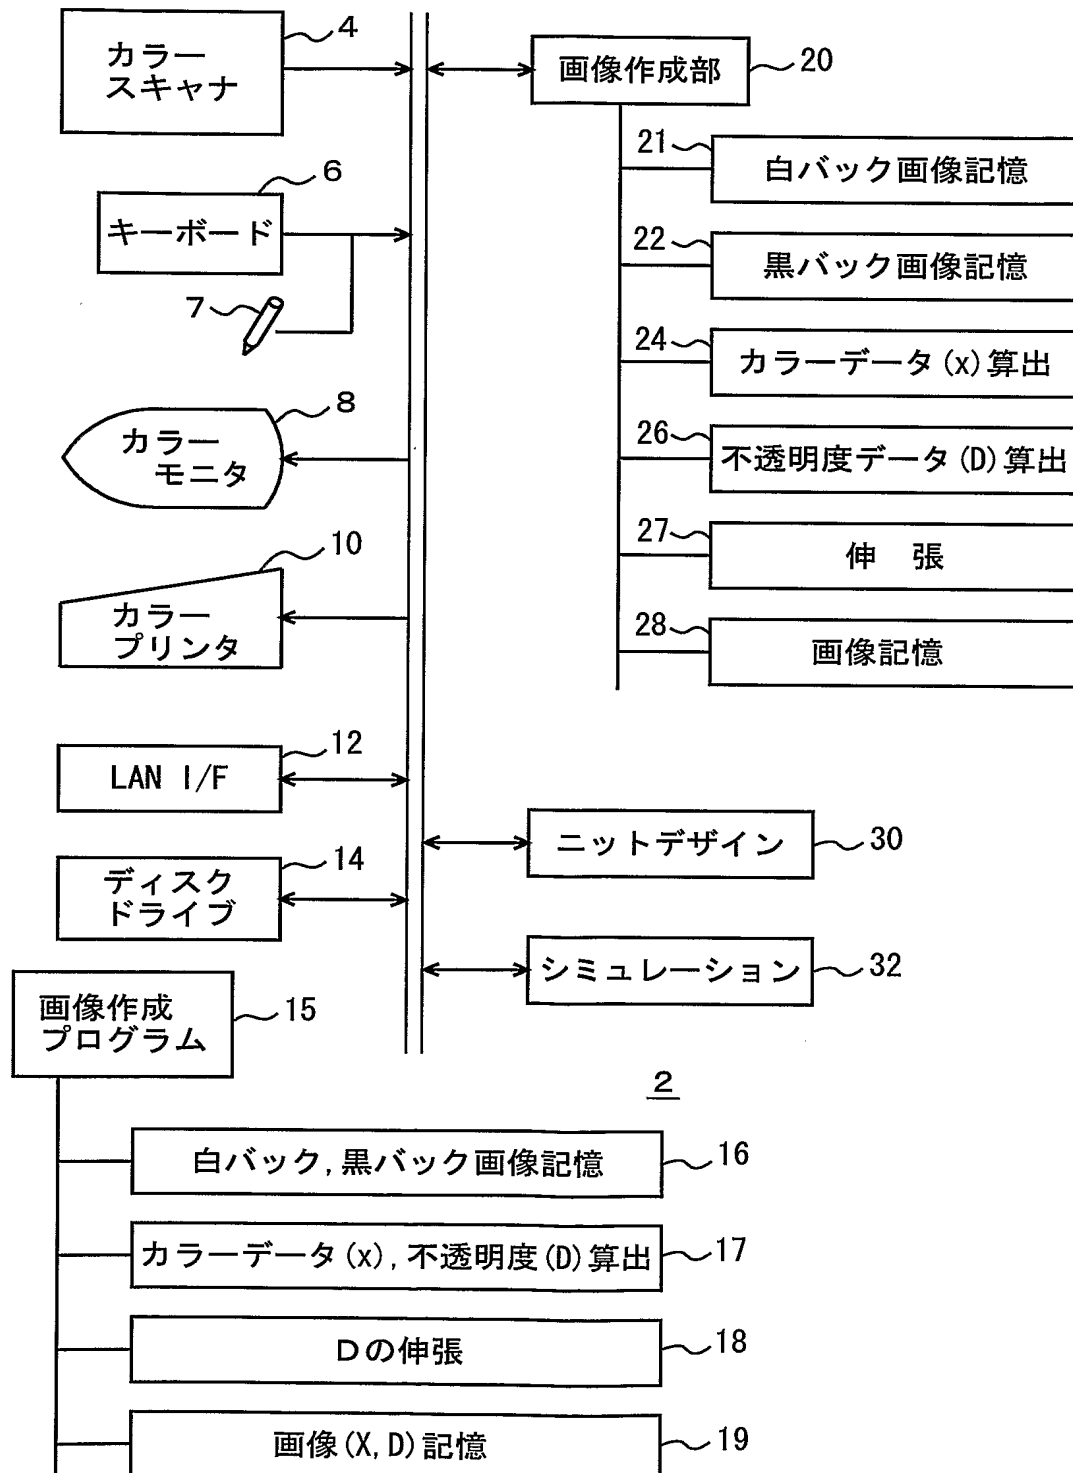 カラー
スキャナ
4
キーボード
6
7
カラー
モニタ
8
カラー
プリンタ
10
LAN I/F
12
ディスク
ドライブ
14
画像作成
プログラム
15
白バック,黒バック画像記憶
16
カラーデータ(x),不透明度(D)算出
17
Dの伸張
18
画像(X,D)記憶
19
画像作成部
20
21
白バック画像記憶
22
黒バック画像記憶
24
カラーデータ(x)算出
26
不透明度データ(D)算出
27
伸 張
28
画像記憶
ニットデザイン
30
シミュレーション
32
2